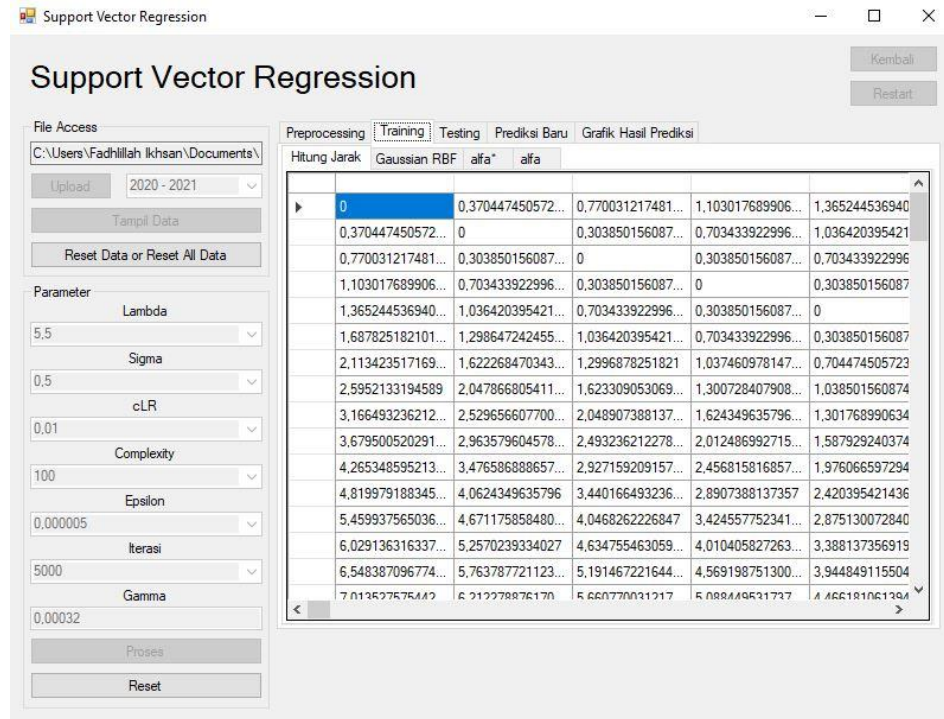 Support Vector Regression
Support Vector Regression
Kembali
Restart
File Access
C:\Users\Fadhlillah Ikhsan\Documents\
Upload 2020 - 2021
Tampil Data
Reset Data or Reset All Data
Parameter
Lambda
5,5
Sigma
0,5
cLR
0,01
Complexity
100
Epsilon
0,000005
Iterasi
5000
Gamma
0,00032
Proses
Reset
Preprocessing Training Testing Prediksi Baru Grafik Hasil Prediksi
Hitung Jarak Gaussian RBF alfa* alfa
0 0,370447450572... 0,770031217481... 1,103017689906... 1,365244536940
0,370447450572... 0 0,303850156087... 0,703433922996... 1,036420395421
0,770031217481... 0,303850156087... 0 0,303850156087... 0,703433922996
1,103017689906... 0,703433922996... 0,303850156087... 0 0,303850156087
1,365244536940... 1,036420395421... 0,703433922996... 0,303850156087... 0
1,687825182101... 1,298647242455... 1,036420395421... 0,703433922996... 0,303850156087
2,113423517169... 1,622268470343... 1,2996878251821 1,037460978147... 0,704474505723
2,5952133194589 2,047866805411... 1,623309053069... 1,300728407908... 1,038501560874
3,166493236212... 2,529656607700... 2,048907388137... 1,624349635796... 1,301768990634
3,679500520291... 2,963579604578... 2,493236212278... 2,012486992715... 1,587929240374
4,265348595213... 3,476586888657... 2,927159209157... 2,456815816857... 1,976066597294
4,819979188345... 4,0624349635796 3,440166493236... 2,8907388137357 2,420395421436
5,459937565036... 4,671175858480... 4,0468262226847 3,424557752341... 2,875130072840
6,029136316337... 5,2570239334027 4,634755463059... 4,010405827263... 3,388137356919
6,548387096774... 5,763787721123... 5,191467221644... 4,569198751300... 3,944849115504
7,013527575442... 6,212278876170... 5,660770031217... 5,088449531737... 4,466181061394